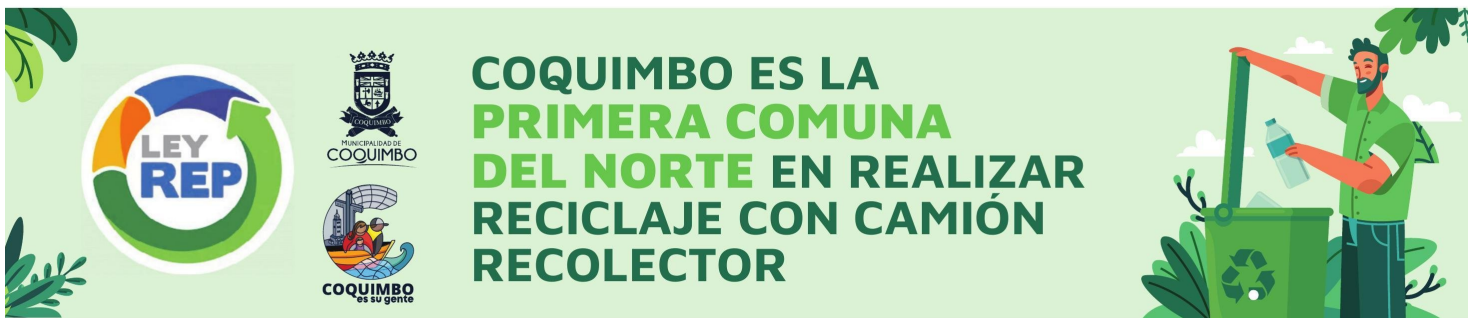 LEY
REP
COQUIMBO
MUNICIPALIDAD DE
COQUIMBO
COQUIMBO
es su gente
COQUIMBO ES LA
PRIMERA COMUNA
DEL NORTE EN REALIZAR
RECICLAJE CON CAMIÓN
RECOLECTOR